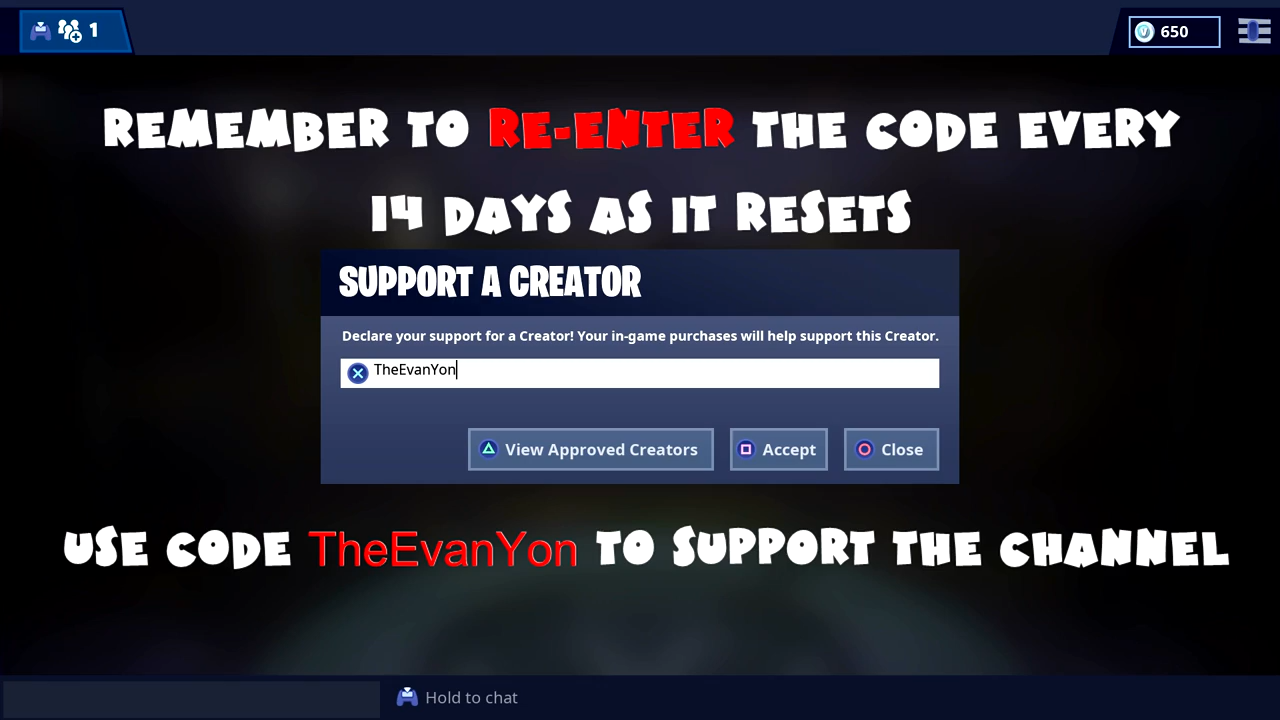 1
650
REMEMBER TO RE-ENTER THE CODE EVERY
14 DAYS AS IT RESETS
SUPPORT A CREATOR
Declare your support for a Creator! Your in-game purchases will help support this Creator.
TheEvanYon
View Approved Creators Accept Close
USE CODE TheEvanYon TO SUPPORT THE CHANNEL
Hold to chat